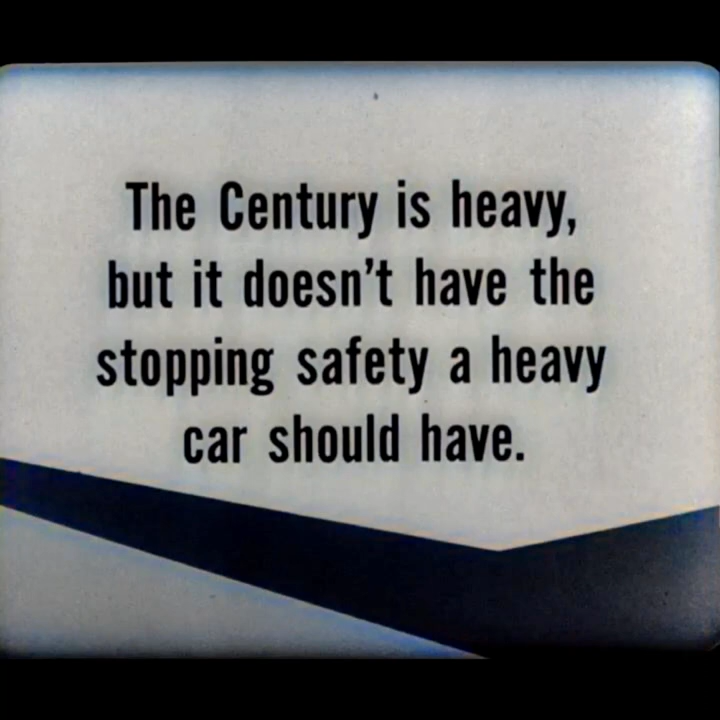 The Century is heavy,
but it doesn't have the
stopping safety a heavy
car should have.